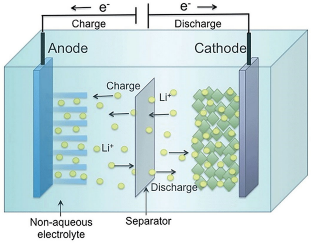 e⁻
e⁻
Charge
Discharge
Anode
Cathode
Charge
Li⁺
Li⁺
Discharge
Non-aqueous
electrolyte
Separator